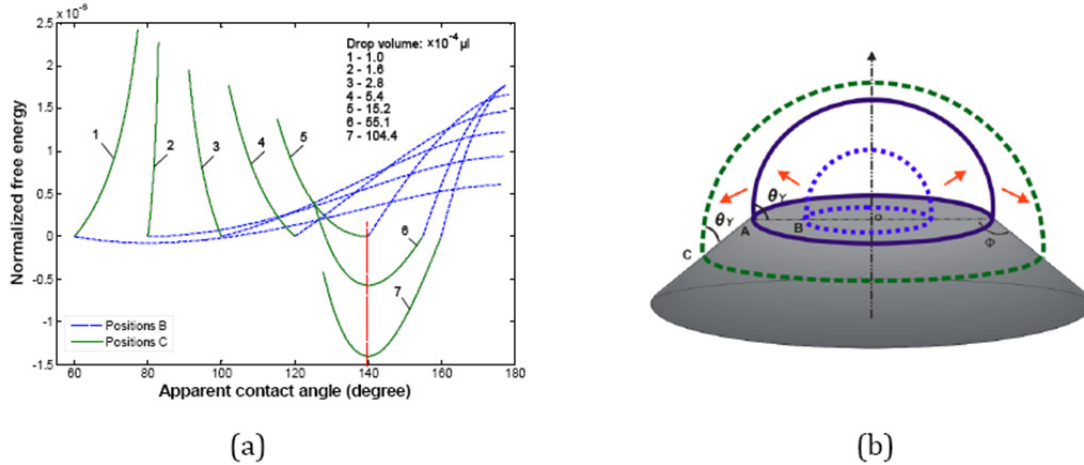 ×10⁻⁸
2.5
2
1.5
1
0.5
0
-0.5
-1
-1.5
Normalized free energy
Drop volume: ×10⁻⁴ µl
1 - 1.0
2 - 1.6
3 - 2.8
4 - 5.4
5 - 15.2
6 - 55.1
7 - 104.4
1
2
3
4
5
6
7
Positions B
Positions C
60 80 100 120 140 160 180
Apparent contact angle (degree)
(a)
θY
A
B
o
θY
C
Φ
(b)